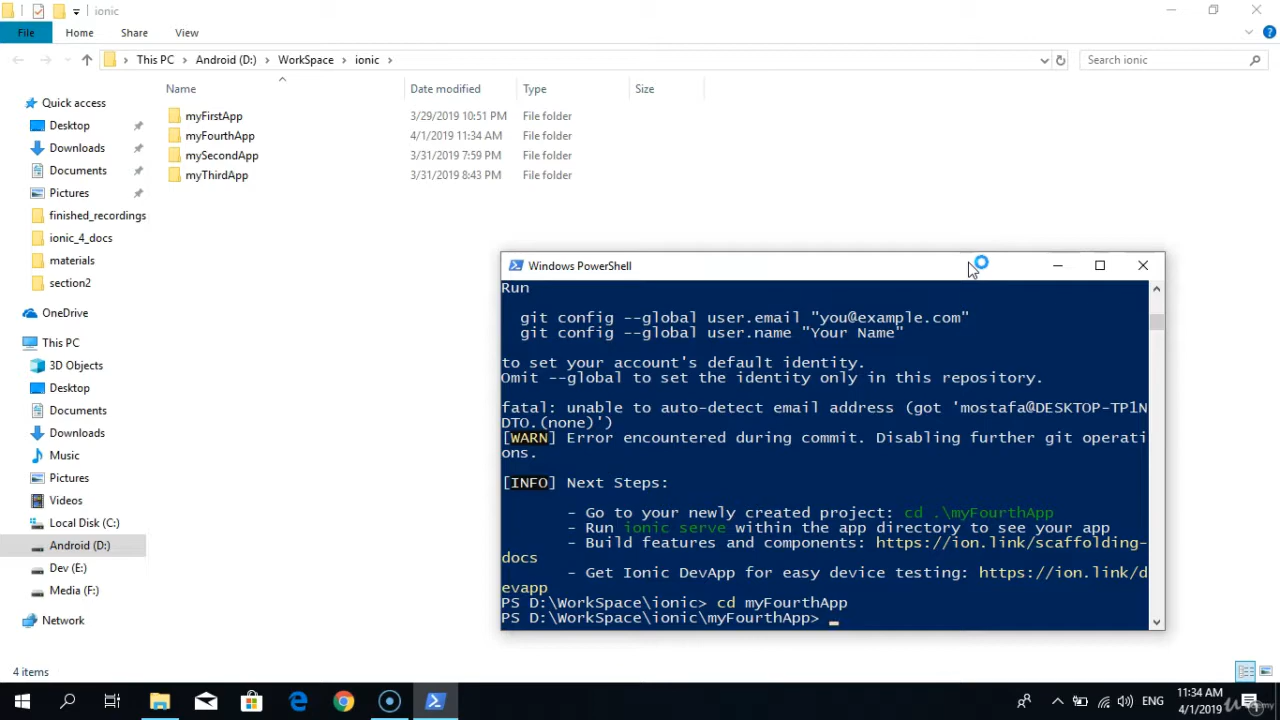 ionic
File Home Share View
This PC Android (D:) WorkSpace ionic
Search ionic
Name Date modified Type Size
Quick access
Desktop
Downloads
Documents
Pictures
finished_recordings
ionic_4_docs
materials
section2
OneDrive
This PC
3D Objects
Desktop
Documents
Downloads
Music
Pictures
Videos
Local Disk (C:)
Android (D:)
Dev (E:)
Media (F:)
Network
myFirstApp 3/29/2019 10:51 PM File folder
myFourthApp 4/1/2019 11:34 AM File folder
mySecondApp 3/31/2019 7:59 PM File folder
myThirdApp 3/31/2019 8:43 PM File folder
Windows PowerShell
Run
git config --global user.email "you@example.com"
git config --global user.name "Your Name"
to set your account's default identity.
Omit --global to set the identity only in this repository.
fatal: unable to auto-detect email address (got 'mostafa@DESKTOP-TP1N
DTO.(none)')
[WARN] Error encountered during commit. Disabling further git operati
ons.
[INFO] Next Steps:
- Go to your newly created project: cd .\myFourthApp
- Run ionic serve within the app directory to see your app
- Build features and components: https://ion.link/scaffolding-
docs
- Get Ionic DevApp for easy device testing: https://ion.link/d
evapp
PS D:\WorkSpace\ionic> cd myFourthApp
PS D:\WorkSpace\ionic\myFourthApp>
4 items
ENG
11:34 AM
4/1/2019